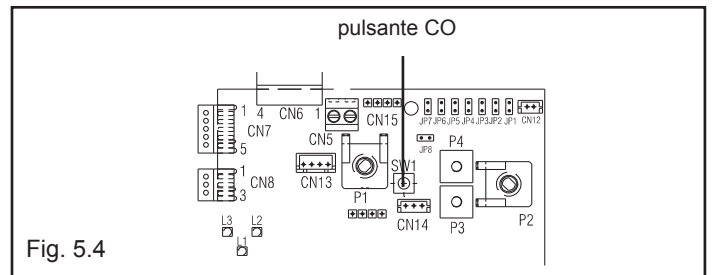 pulsante CO
4 CN6 1
1 CN7
5
CN5
CN15
JP7 JP6 JP5 JP4 JP3 JP2 JP1 CN12
JP8 P4
1 CN8
3
CN13
P1
SW1
CN14
P3
P2
L3 L2
L1
Fig. 5.4